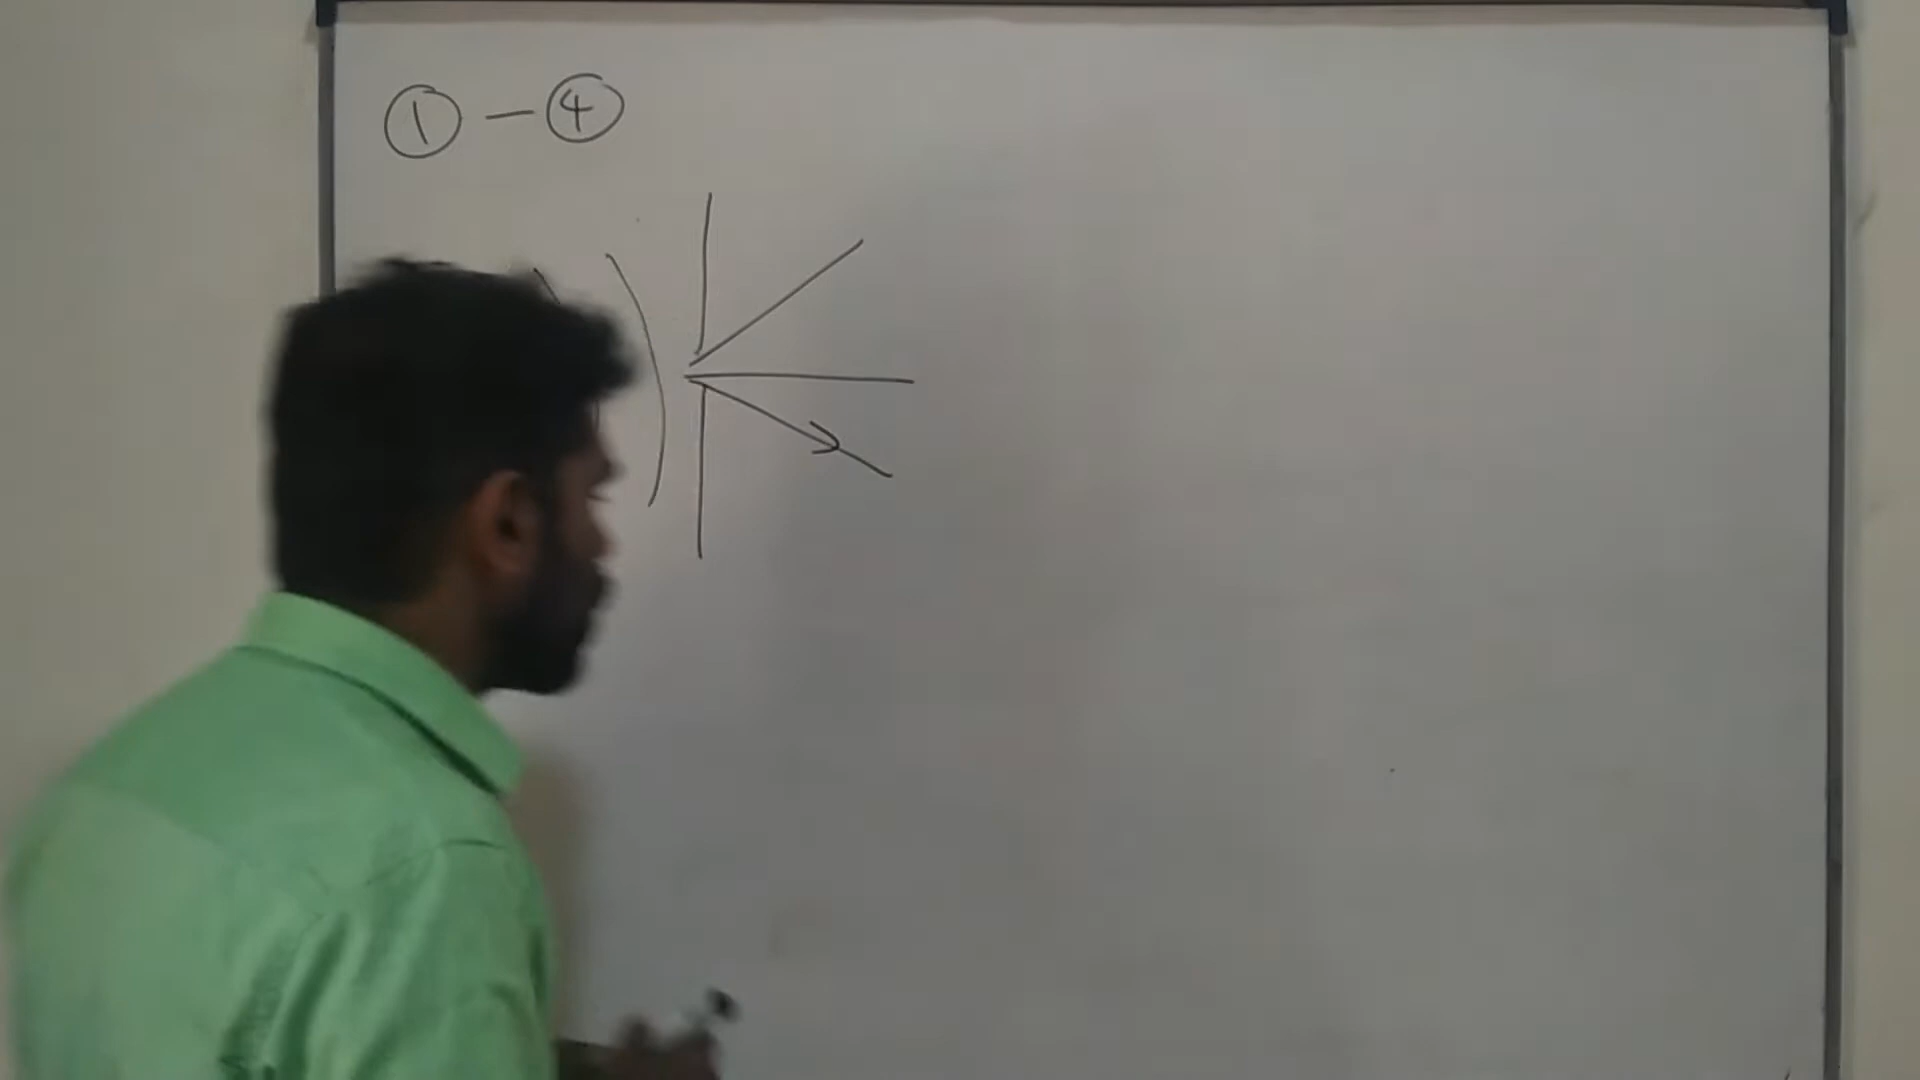 ① – ④